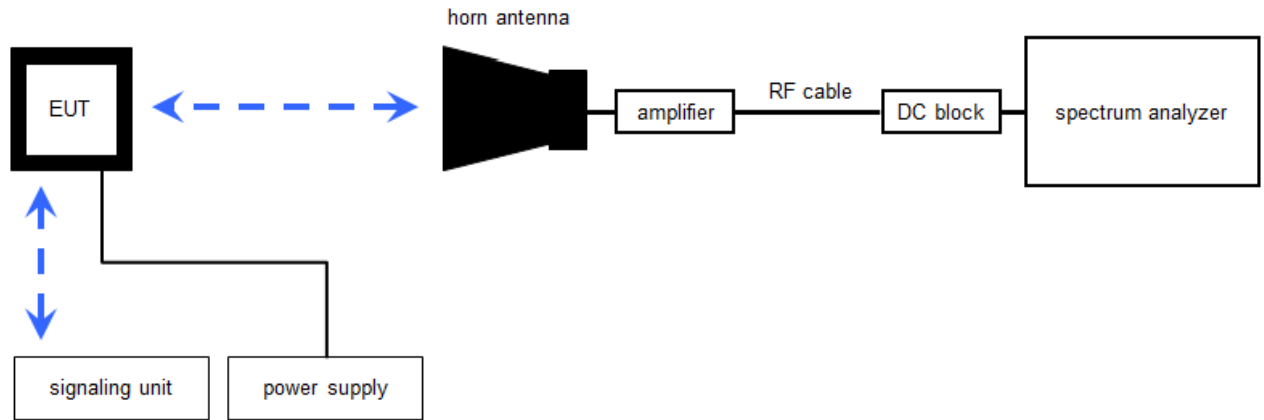 horn antenna
EUT
amplifier
RF cable
DC block
spectrum analyzer
signaling unit
power supply